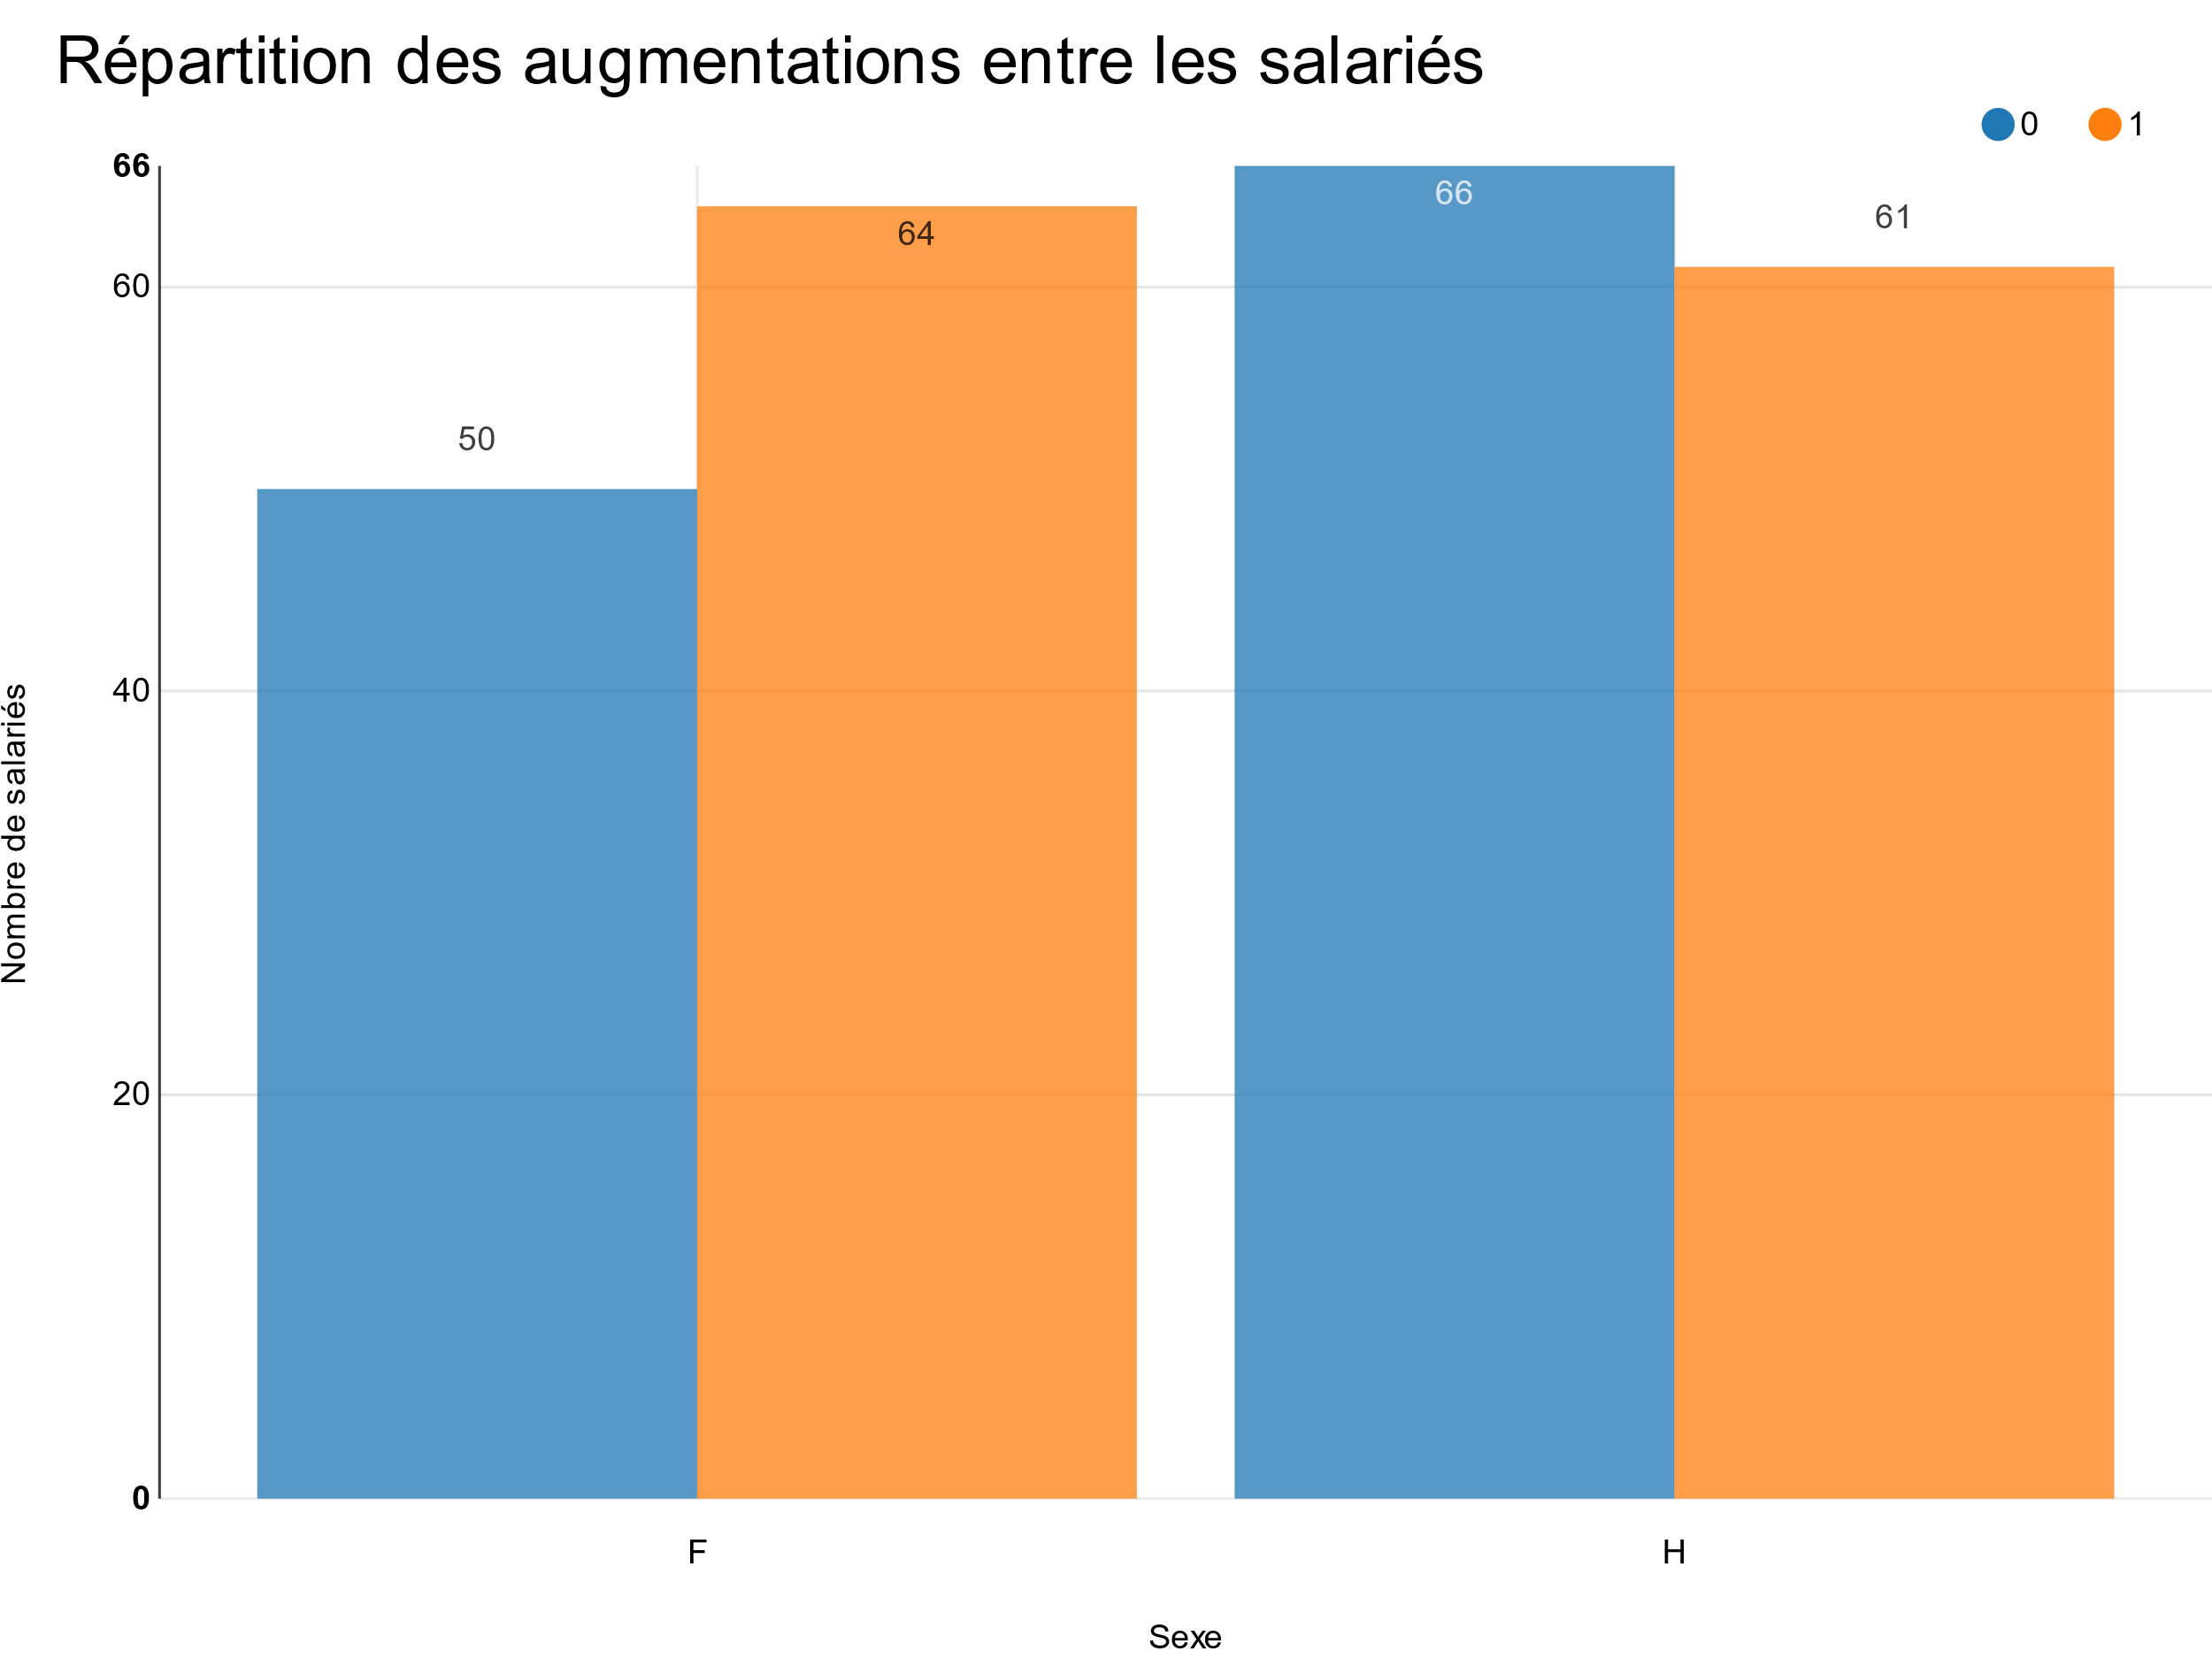 Répartition des augmentations entre les salariés
0 1
66
60
40
20
0
Nombre de salariés
50
64
66
61
F H
Sexe